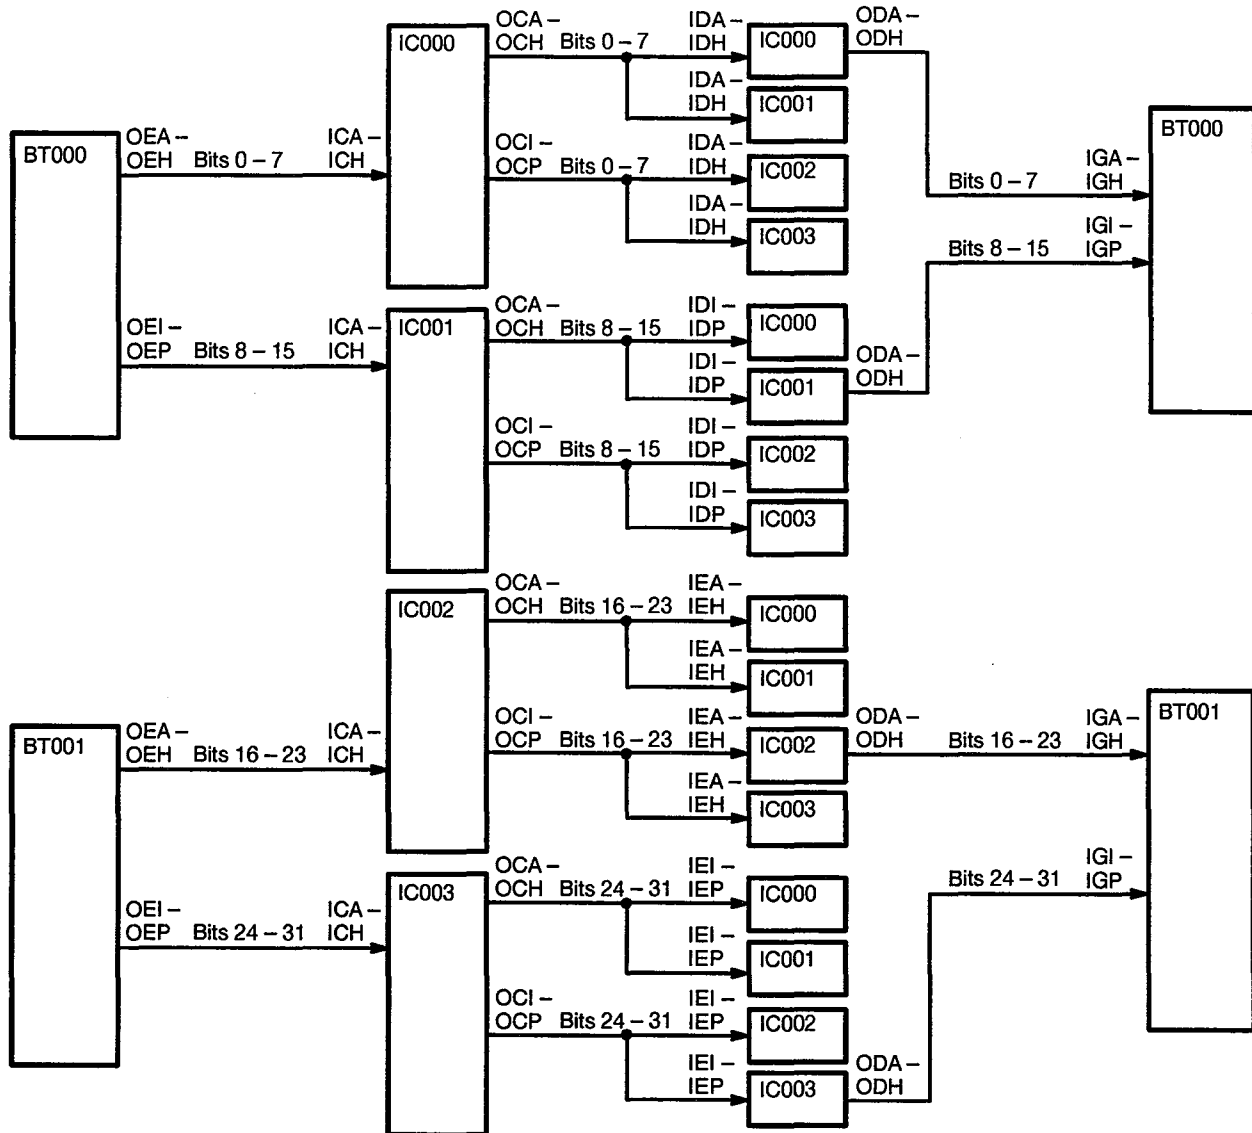 OCA –
OCH Bits 0 – 7
IDA –
IDH
ODA –
ODH
IC000
IC000
IDA –
IDH
IC001
BT000
BT000
OEA –
OEH Bits 0 – 7
ICA –
ICH
OCI –
OCP Bits 0 – 7
IDA –
IDH
IC002
Bits 0 – 7
IGA –
IGH
IDA –
IDH
IC003
Bits 8 – 15
IGI –
IGP
OEI –
OEP Bits 8 – 15
ICA –
ICH
IC001
OCA –
OCH Bits 8 – 15
IDI –
IDP
IC000
IDI –
IDP
IC001
ODA –
ODH
OCI –
OCP Bits 8 – 15
IDI –
IDP
IC002
IDI –
IDP
IC003
IC002
OCA –
OCH Bits 16 – 23
IEA –
IEH
IC000
IEA –
IEH
IC001
BT001
BT001
OEA –
OEH Bits 16 – 23
ICA –
ICH
OCI –
OCP Bits 16 – 23
IEA –
IEH
IC002
ODA –
ODH
Bits 16 – 23
IGA –
IGH
IEA –
IEH
IC003
OEI –
OEP Bits 24 – 31
ICA –
ICH
IC003
OCA –
OCH Bits 24 – 31
IEI –
IEP
IC000
Bits 24 – 31
IGI –
IGP
IEI –
IEP
IC001
OCI –
OCP Bits 24 – 31
IEI –
IEP
IC002
IEI –
IEP
IC003
ODA –
ODH